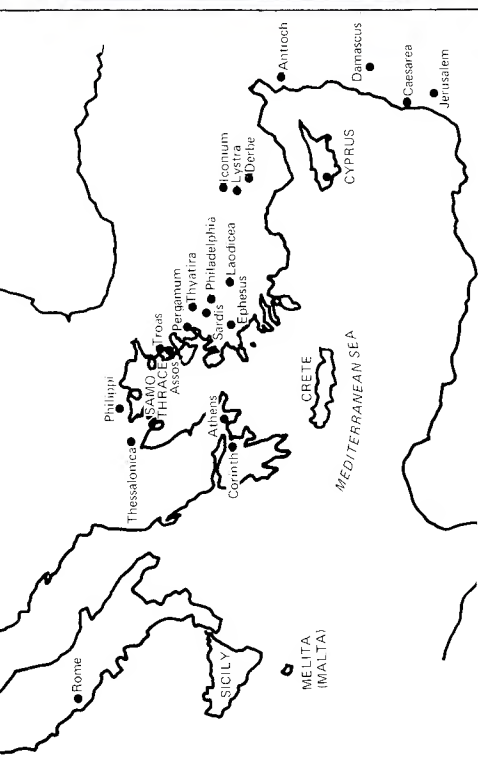 Rome
SICILY
MELITA
(MALTA)
Thessalonica
Philippi
SAMO
THRACE
Troas
Assos
Pergamum
Thyatira
Sardis
Philadelphia
Ephesus
Laodicea
Athens
Corinth
CRETE
MEDITERRANEAN SEA
Iconium
Lystra
Derbe
CYPRUS
Antroch
Damascus
Caesarea
Jerusalem